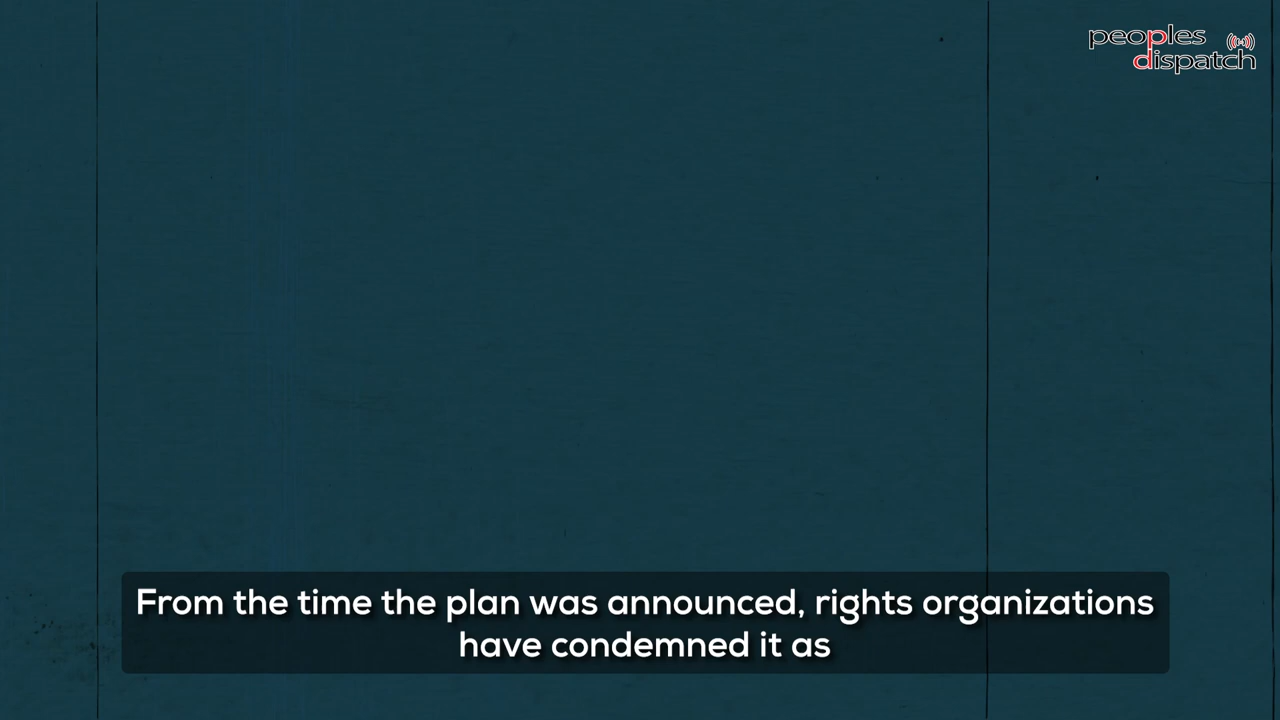 peoples
dispatch
From the time the plan was announced, rights organizations
have condemned it as